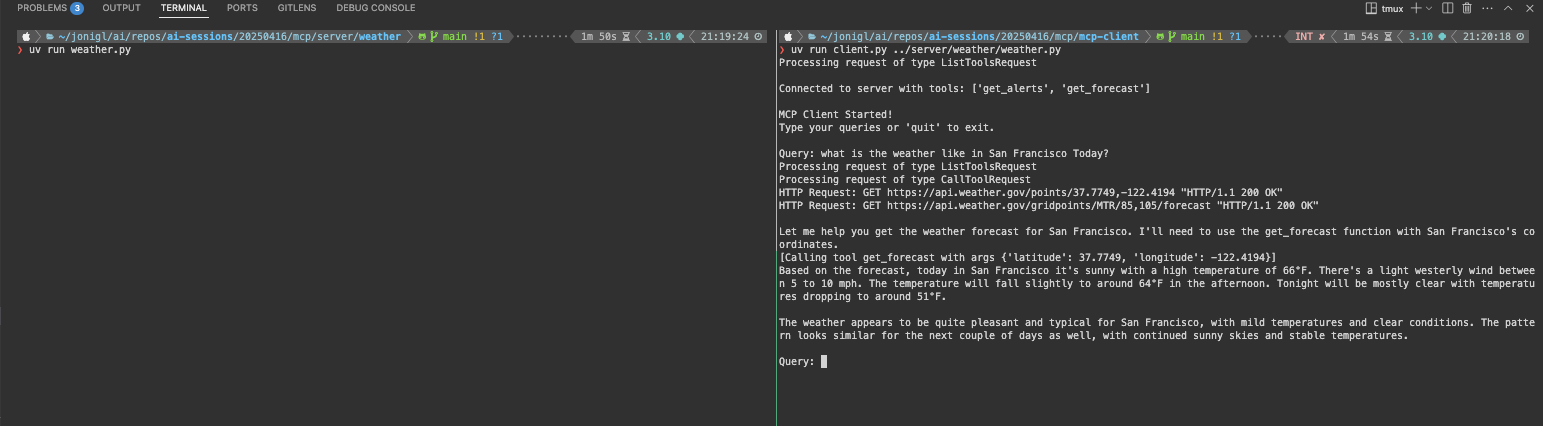 PROBLEMS 3 OUTPUT TERMINAL PORTS GITLENS DEBUG CONSOLE tmux
~/jonigl/ai/repos/ai-sessions/20250416/mcp/server/weather main !1 ?1 1m 50s 3.10 21:19:24
❯ uv run weather.py
~/jonigl/ai/repos/ai-sessions/20250416/mcp/mcp-client main !1 ?1 INT ✘ 1m 54s 3.10 21:20:18
❯ uv run client.py ../server/weather/weather.py
Processing request of type ListToolsRequest
Connected to server with tools: ['get_alerts', 'get_forecast']
MCP Client Started!
Type your queries or 'quit' to exit.
Query: what is the weather like in San Francisco Today?
Processing request of type ListToolsRequest
Processing request of type CallToolRequest
HTTP Request: GET https://api.weather.gov/points/37.7749,-122.4194 "HTTP/1.1 200 OK"
HTTP Request: GET https://api.weather.gov/gridpoints/MTR/85,105/forecast "HTTP/1.1 200 OK"
Let me help you get the weather forecast for San Francisco. I'll need to use the get_forecast function with San Francisco's co
ordinates.
[Calling tool get_forecast with args {'latitude': 37.7749, 'longitude': -122.4194}]
Based on the forecast, today in San Francisco it's sunny with a high temperature of 66°F. There's a light westerly wind betwee
n 5 to 10 mph. The temperature will fall slightly to around 64°F in the afternoon. Tonight will be mostly clear with temperatu
res dropping to around 51°F.
The weather appears to be quite pleasant and typical for San Francisco, with mild temperatures and clear conditions. The patte
rn looks similar for the next couple of days as well, with continued sunny skies and stable temperatures.
Query: